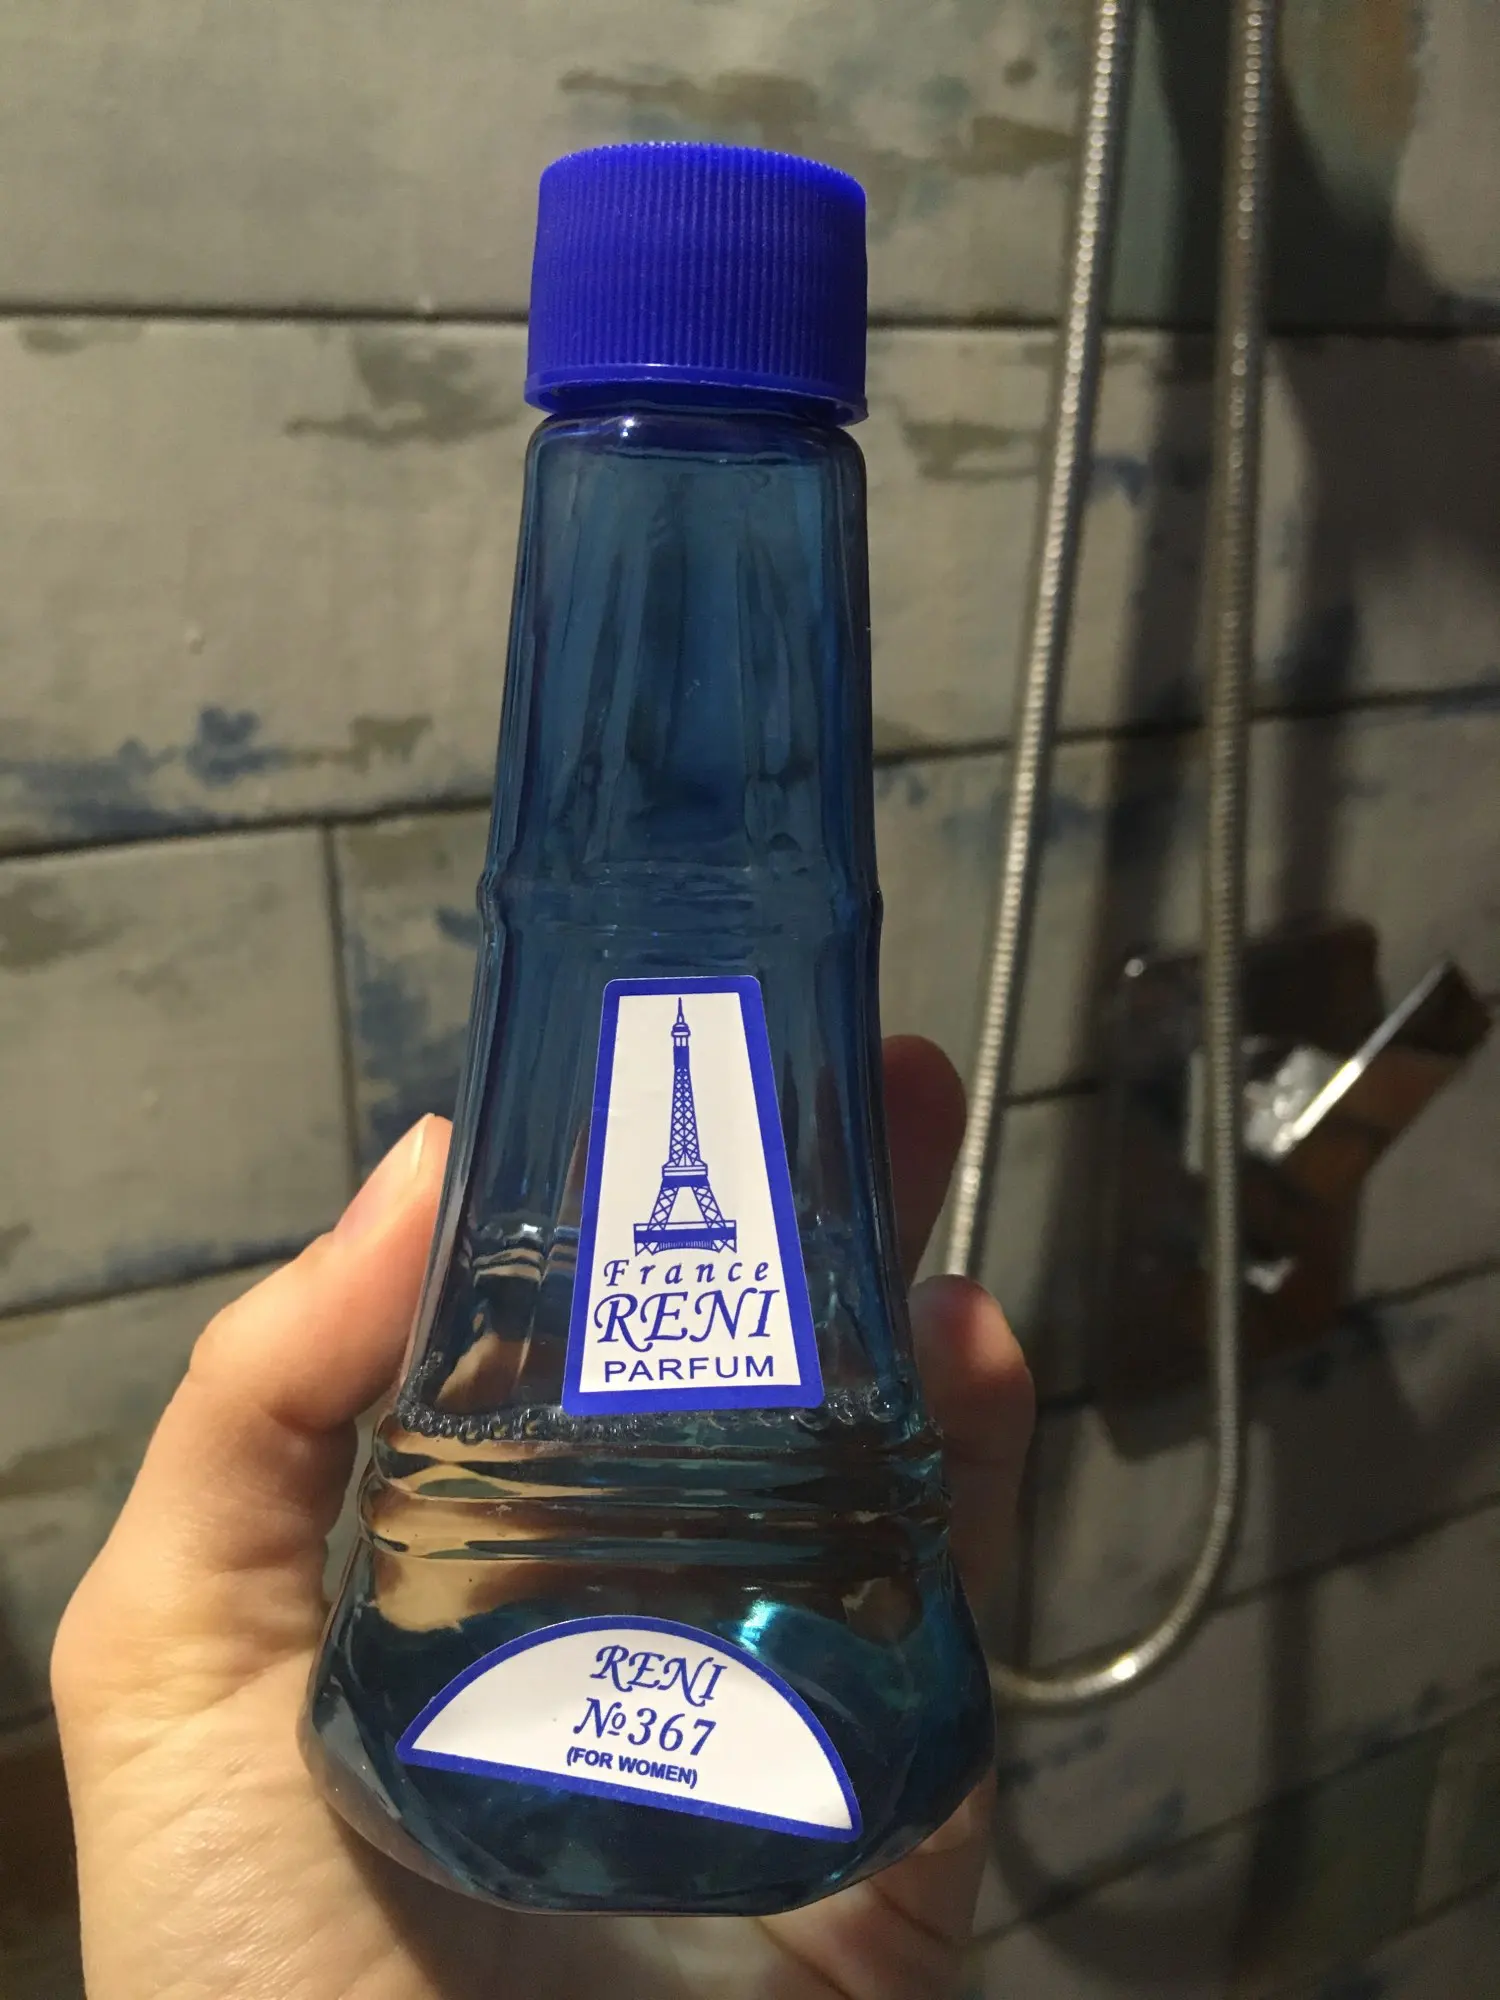 France
RENI
PARFUM
RENI
№367
(FOR WOMEN)